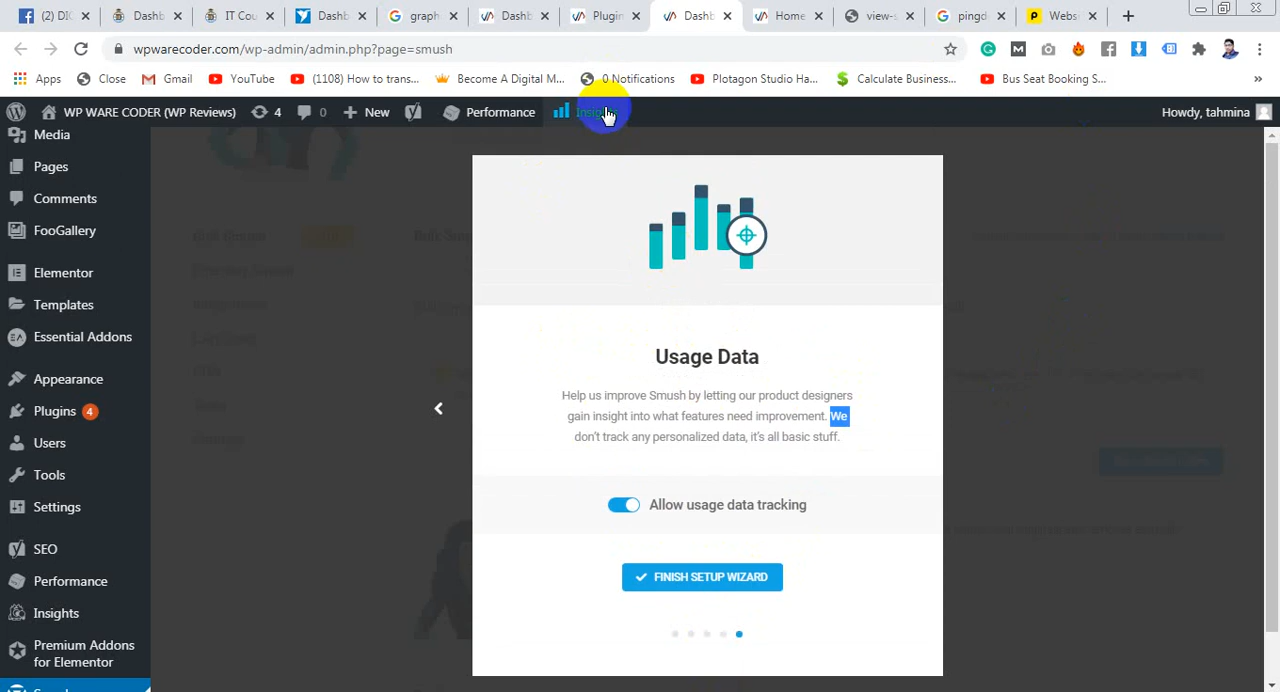 (2) DIC
Dashb
IT Cou
Dashb
graph
Dashb
Plugin
Dashb
Home
view-s
pingd
Webs
wpwarecoder.com/wp-admin/admin.php?page=smush
Apps
Close
Gmail
YouTube
(1108) How to trans...
Become A Digital M...
0 Notifications
Plotagon Studio Ha...
Calculate Business...
Bus Seat Booking S...
»
WP WARE CODER (WP Reviews)
4
0
New
Performance
Insights
Howdy, tahmina
Media
Pages
Comments
FooGallery
Elementor
Templates
Essential Addons
Appearance
Plugins 4
Users
Tools
Settings
SEO
Performance
Insights
Premium Addons
for Elementor
Usage Data
Help us improve Smush by letting our product designers
gain insight into what features need improvement. We
don't track any personalized data, it's all basic stuff.
Allow usage data tracking
FINISH SETUP WIZARD